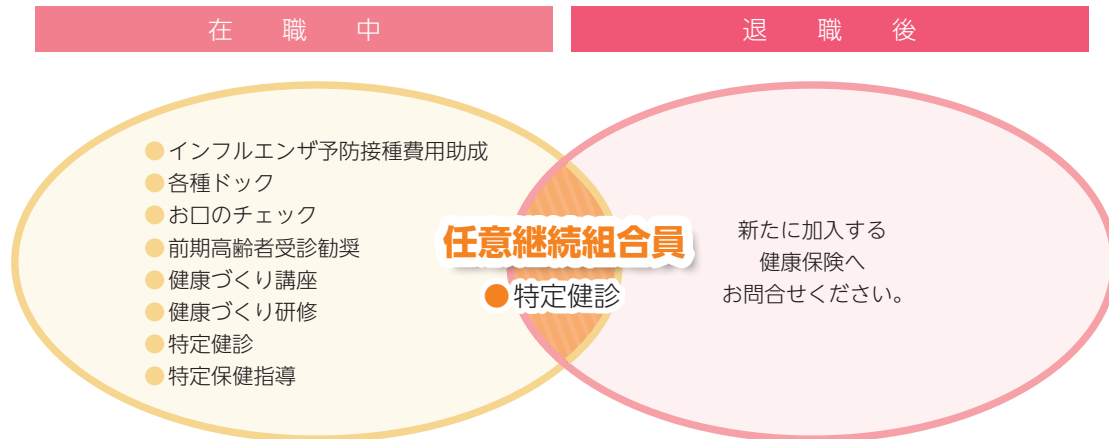 在職中
退職後
●インフルエンザ予防接種費用助成
●各種ドック
●お口のチェック
●前期高齢者受診勧奨
●健康づくり講座
●健康づくり研修
●特定健診
●特定保健指導
任意継続組合員
●特定健診
新たに加入する
健康保険へ
お問合せください。